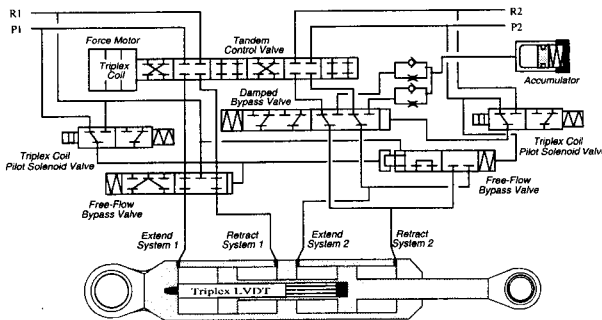 R1
P1
R2
P2
Force Motor
Triplex
Coil
Tandem
Control Valve
Damped
Bypass Valve
Accumulator
Triplex Coil
Pilot Solenoid Valve
Triplex Coil
Pilot Solenoid Valve
Free-Flow
Bypass Valve
Free-Flow
Bypass Valve
Extend
System 1
Retract
System 1
Extend
System 2
Retract
System 2
Triplex LVDT